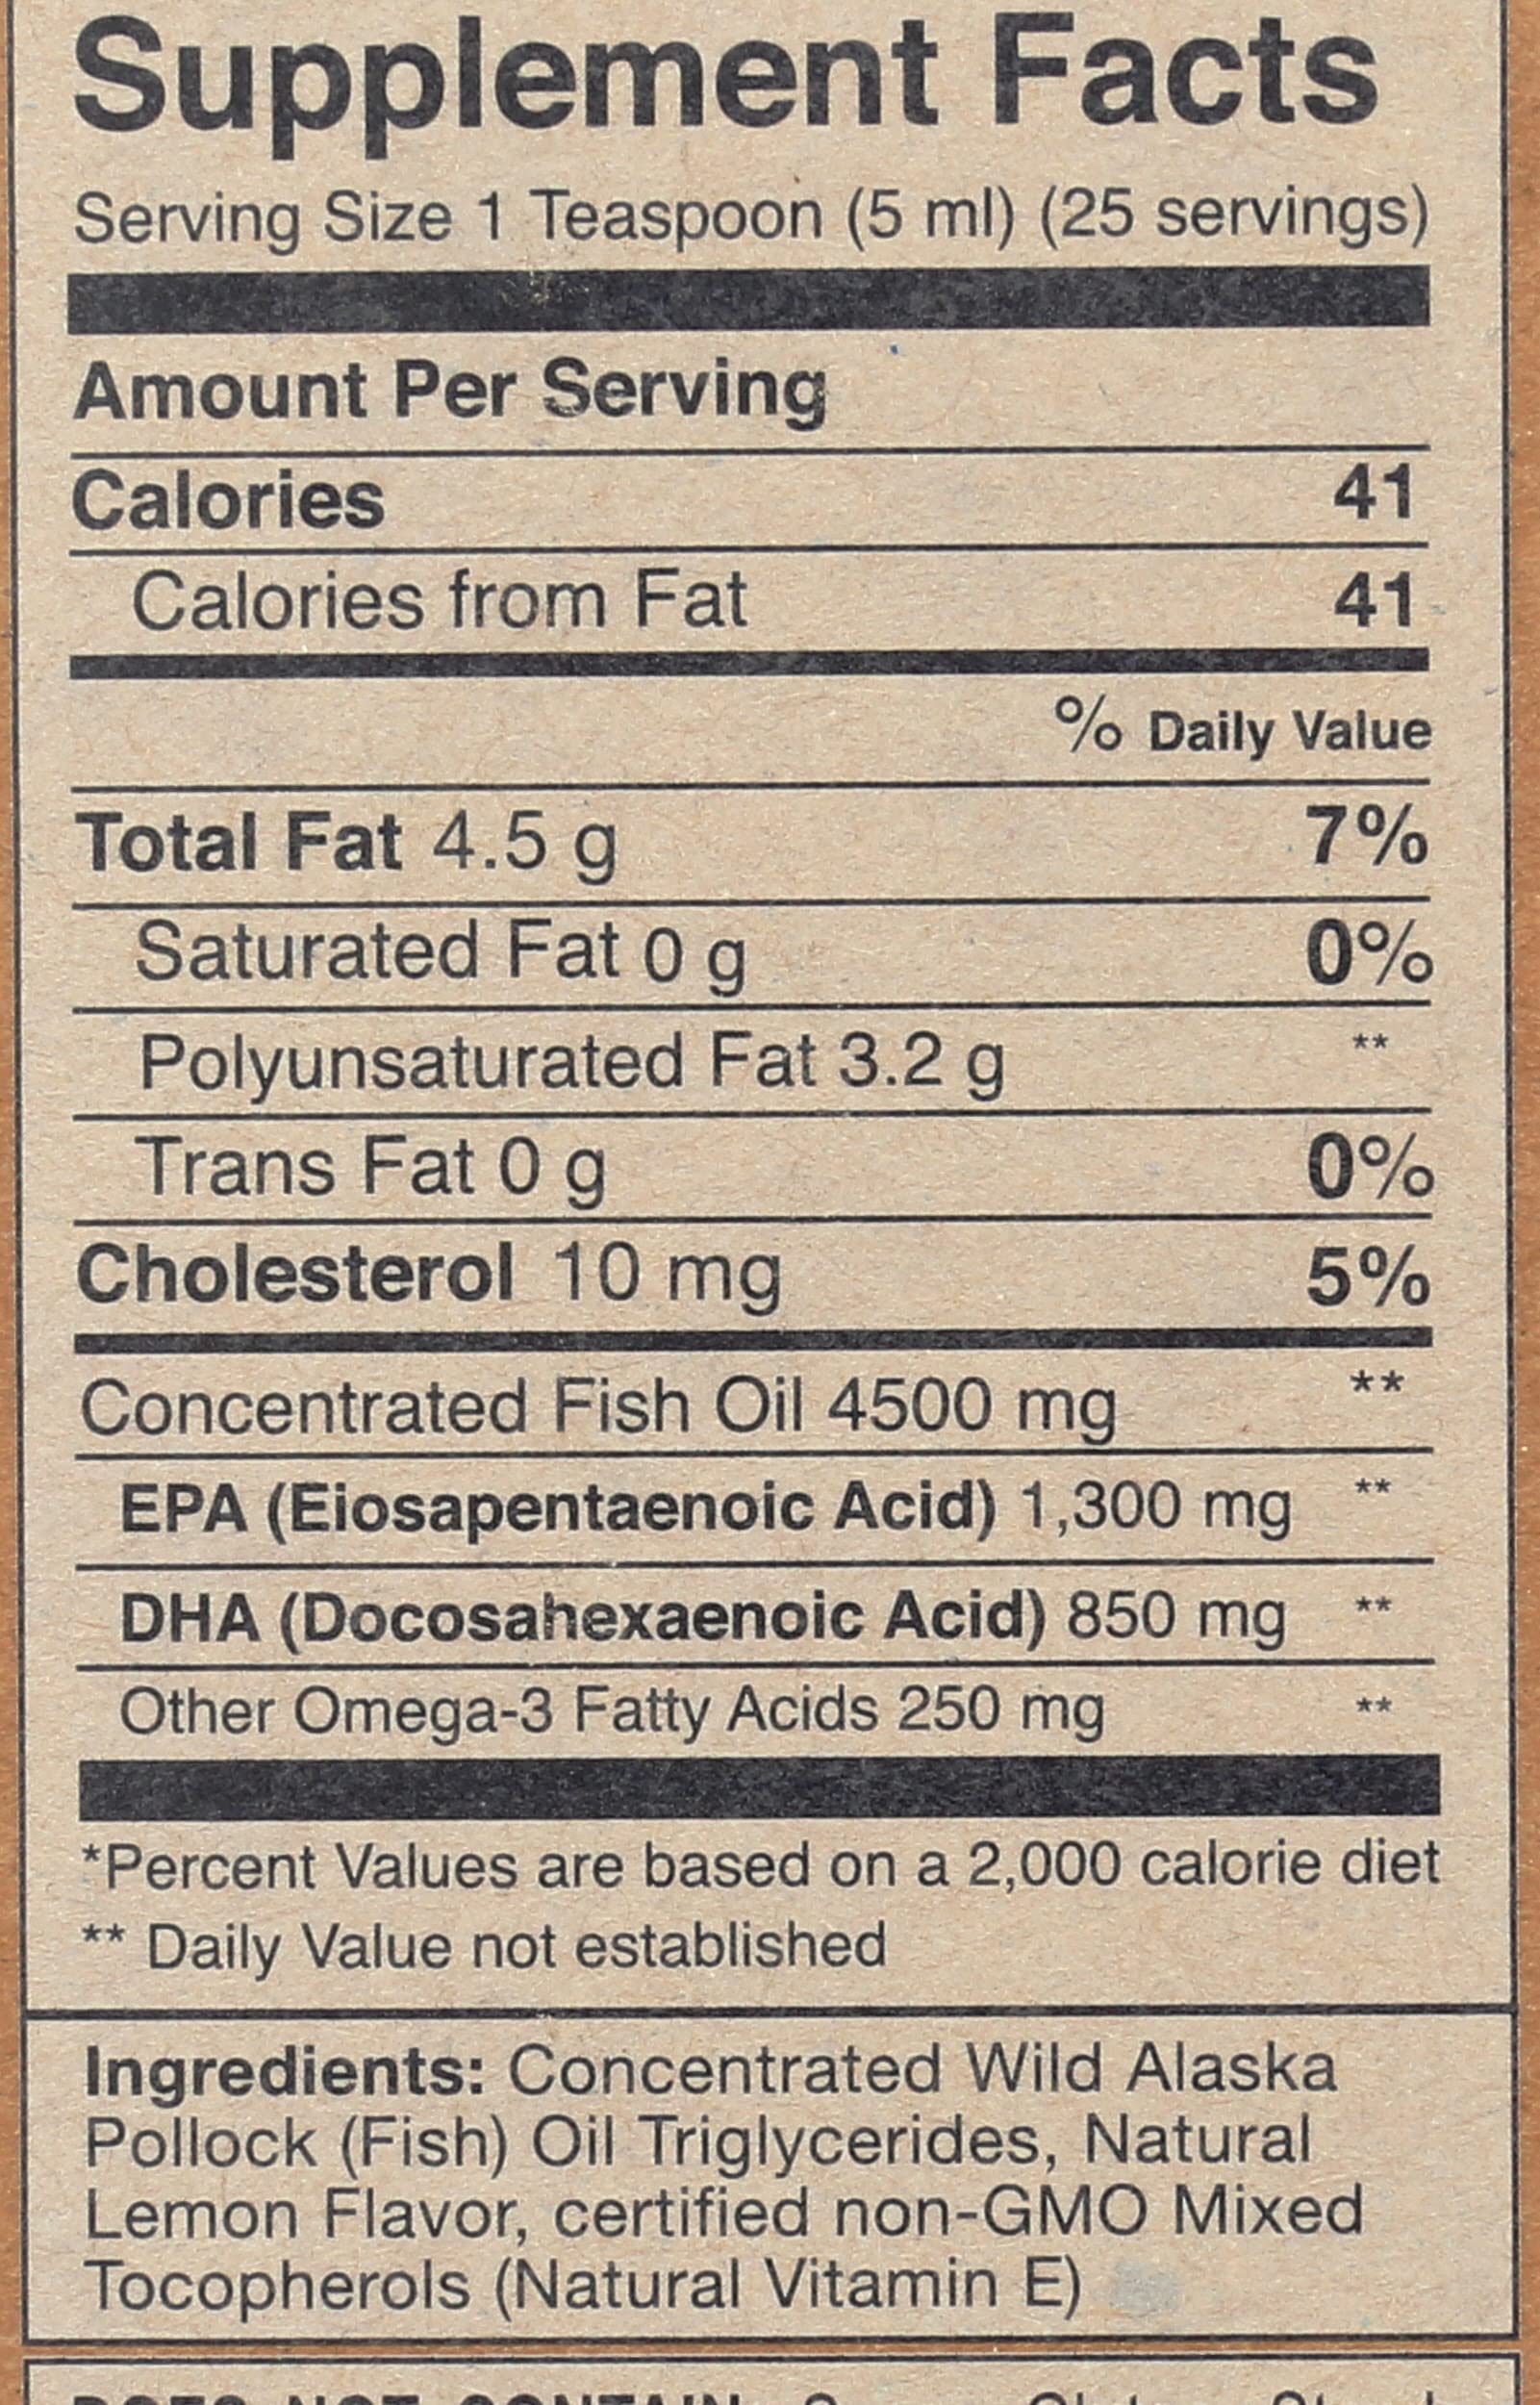 Supplement Facts
Serving Size 1 Teaspoon (5 ml) (25 servings)
Amount Per Serving
Calories 41
Calories from Fat 41
% Daily Value
Total Fat 4.5 g 7%
Saturated Fat 0 g 0%
Polyunsaturated Fat 3.2 g **
Trans Fat 0 g 0%
Cholesterol 10 mg 5%
Concentrated Fish Oil 4500 mg **
EPA (Eiosapentaenoic Acid) 1,300 mg **
DHA (Docosahexaenoic Acid) 850 mg **
Other Omega-3 Fatty Acids 250 mg **
*Percent Values are based on a 2,000 calorie diet
** Daily Value not established
Ingredients: Concentrated Wild Alaska
Pollock (Fish) Oil Triglycerides, Natural
Lemon Flavor, certified non-GMO Mixed
Tocopherols (Natural Vitamin E)
DOES NOT CONTAIN: